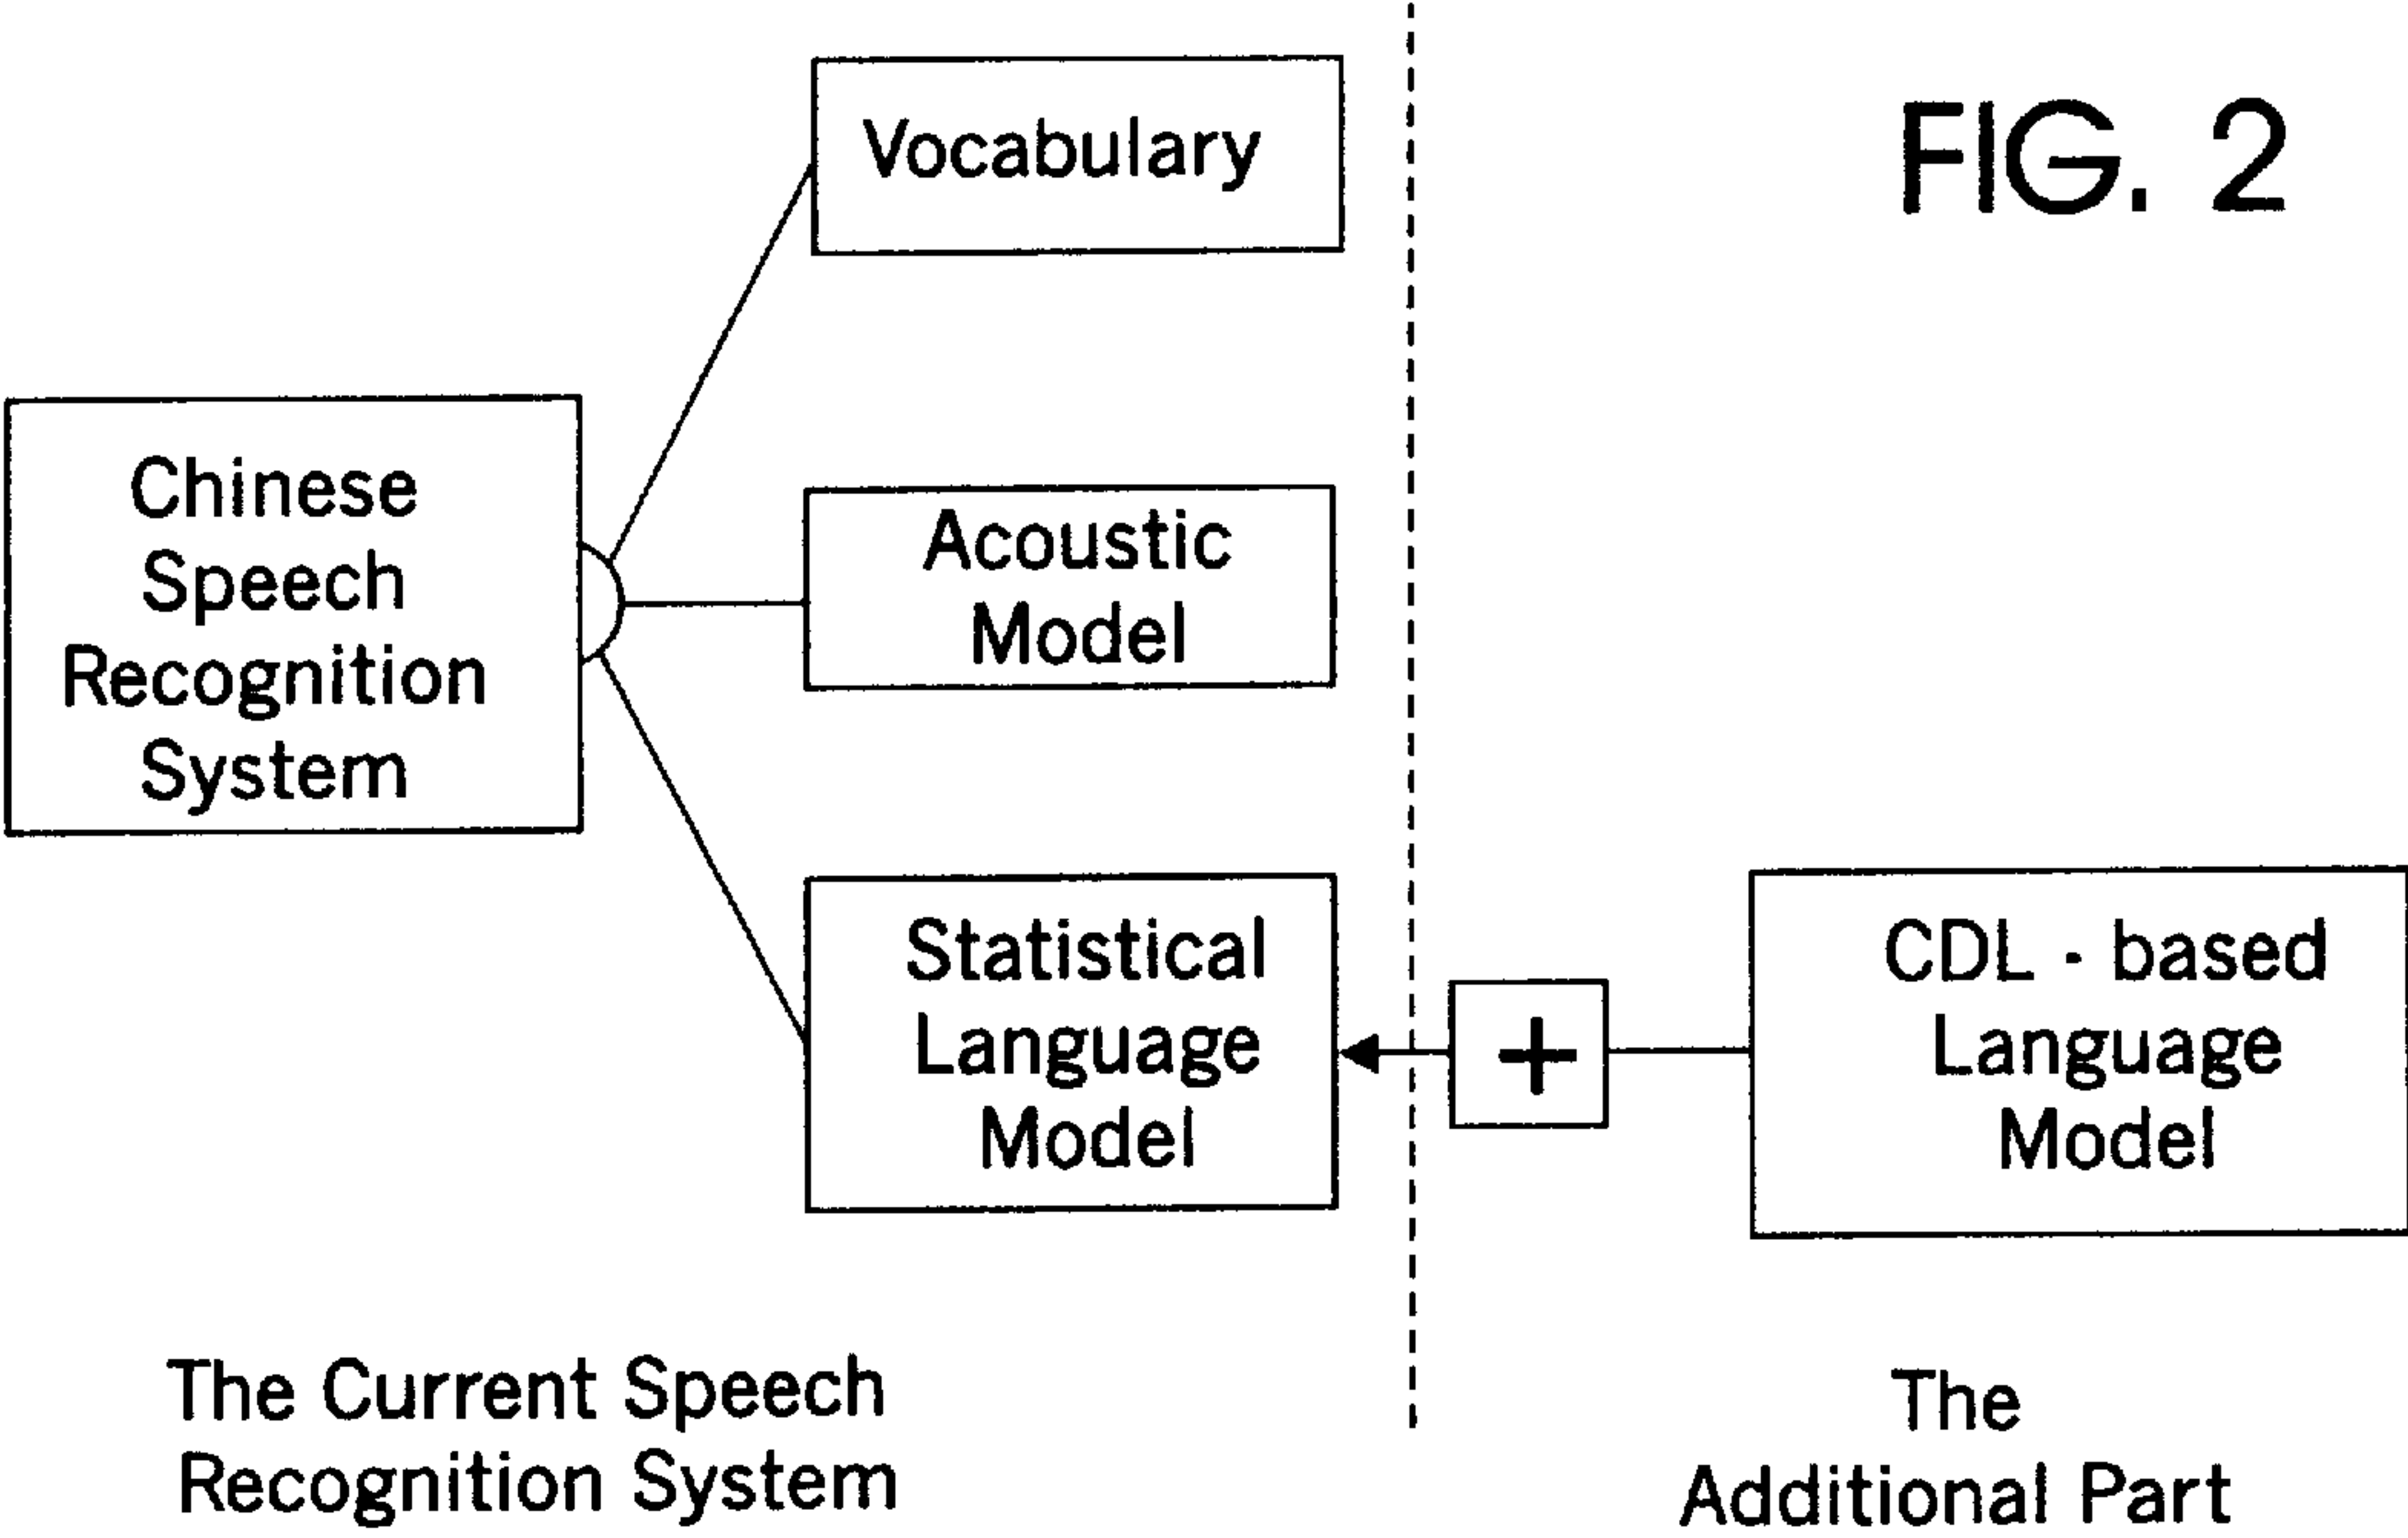 FIG. 2
Vocabulary
Chinese
Speech
Recognition
System
Acoustic
Model
Statistical
Language
Model
+
CDL - based
Language
Model
The Current Speech
Recognition System
The
Additional Part